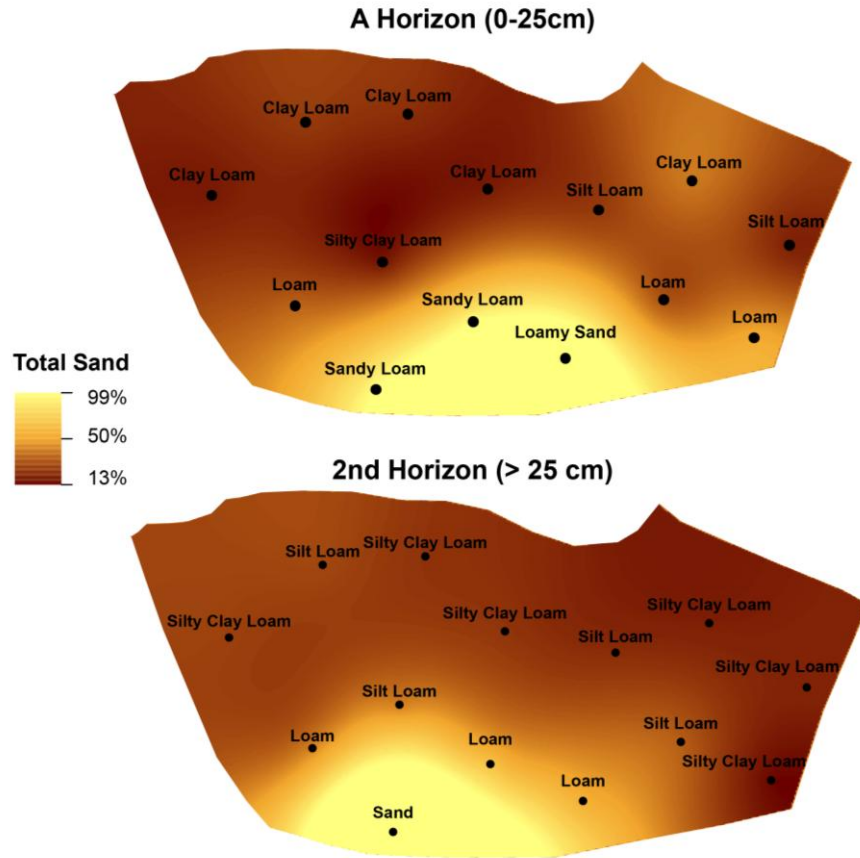 A Horizon (0-25cm)
Clay Loam
Clay Loam
Clay Loam
Clay Loam
Clay Loam
Silt Loam
Silt Loam
Silty Clay Loam
Loam
Loam
Sandy Loam
Loamy Sand
Loam
Sandy Loam
Total Sand
99%
50%
13%
2nd Horizon (> 25 cm)
Silt Loam
Silty Clay Loam
Silty Clay Loam
Silty Clay Loam
Silty Clay Loam
Silt Loam
Silty Clay Loam
Silt Loam
Silt Loam
Loam
Loam
Silty Clay Loam
Loam
Sand